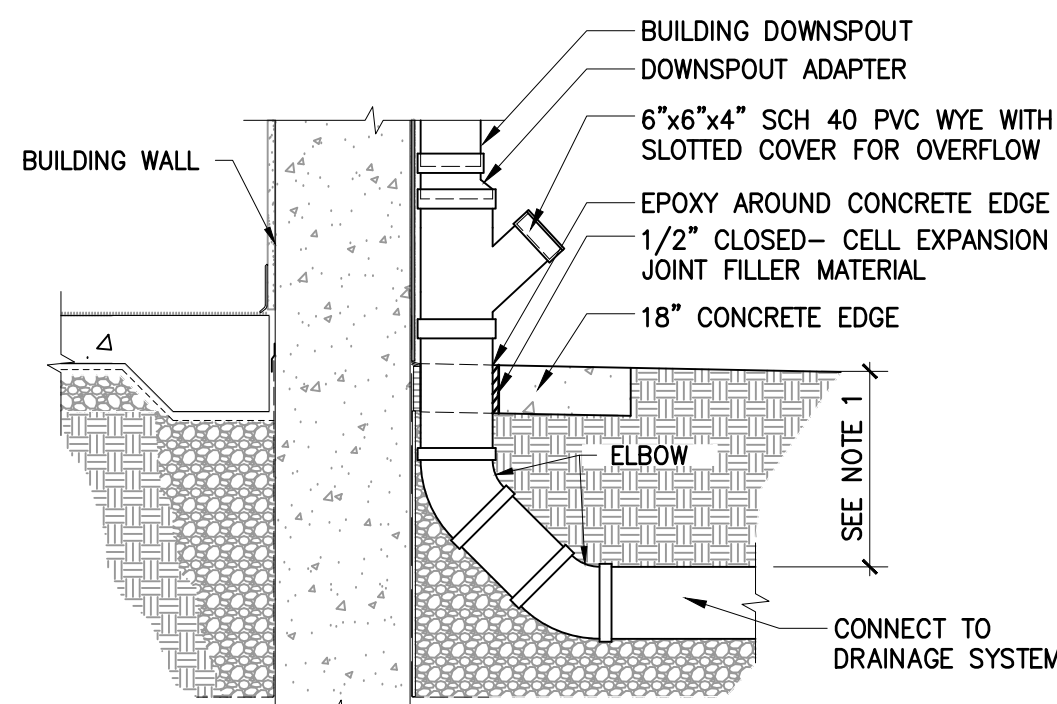 BUILDING DOWNSPOUT
DOWNSPOUT ADAPTER
6"x6"x4" SCH 40 PVC WYE WITH
SLOTTED COVER FOR OVERFLOW
BUILDING WALL
EPOXY AROUND CONCRETE EDGE
1/2" CLOSED- CELL EXPANSION
JOINT FILLER MATERIAL
18" CONCRETE EDGE
ELBOW
SEE NOTE 1
CONNECT TO
DRAINAGE SYSTEM